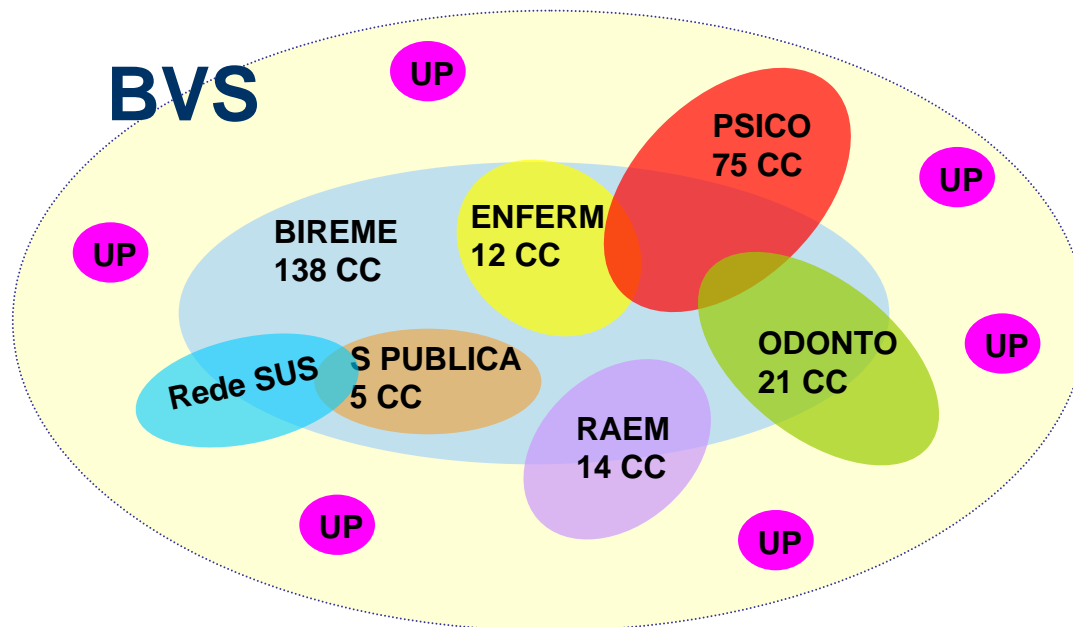 BVS
UP
UP
UP
UP
UP
UP
UP
PSICO
75 CC
ENFERM
12 CC
BIREME
138 CC
ODONTO
21 CC
Rede SUS
S PUBLICA
5 CC
RAEM
14 CC